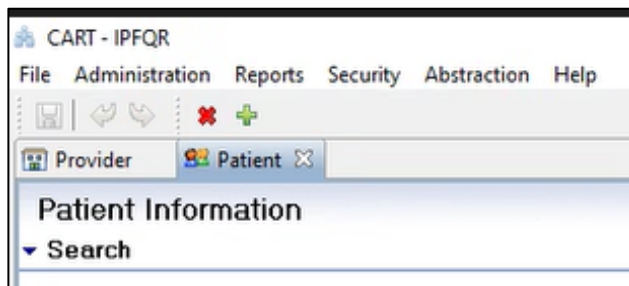 CART - IPFQR
File Administration Reports Security Abstraction Help
Provider Patient
Patient Information
Search